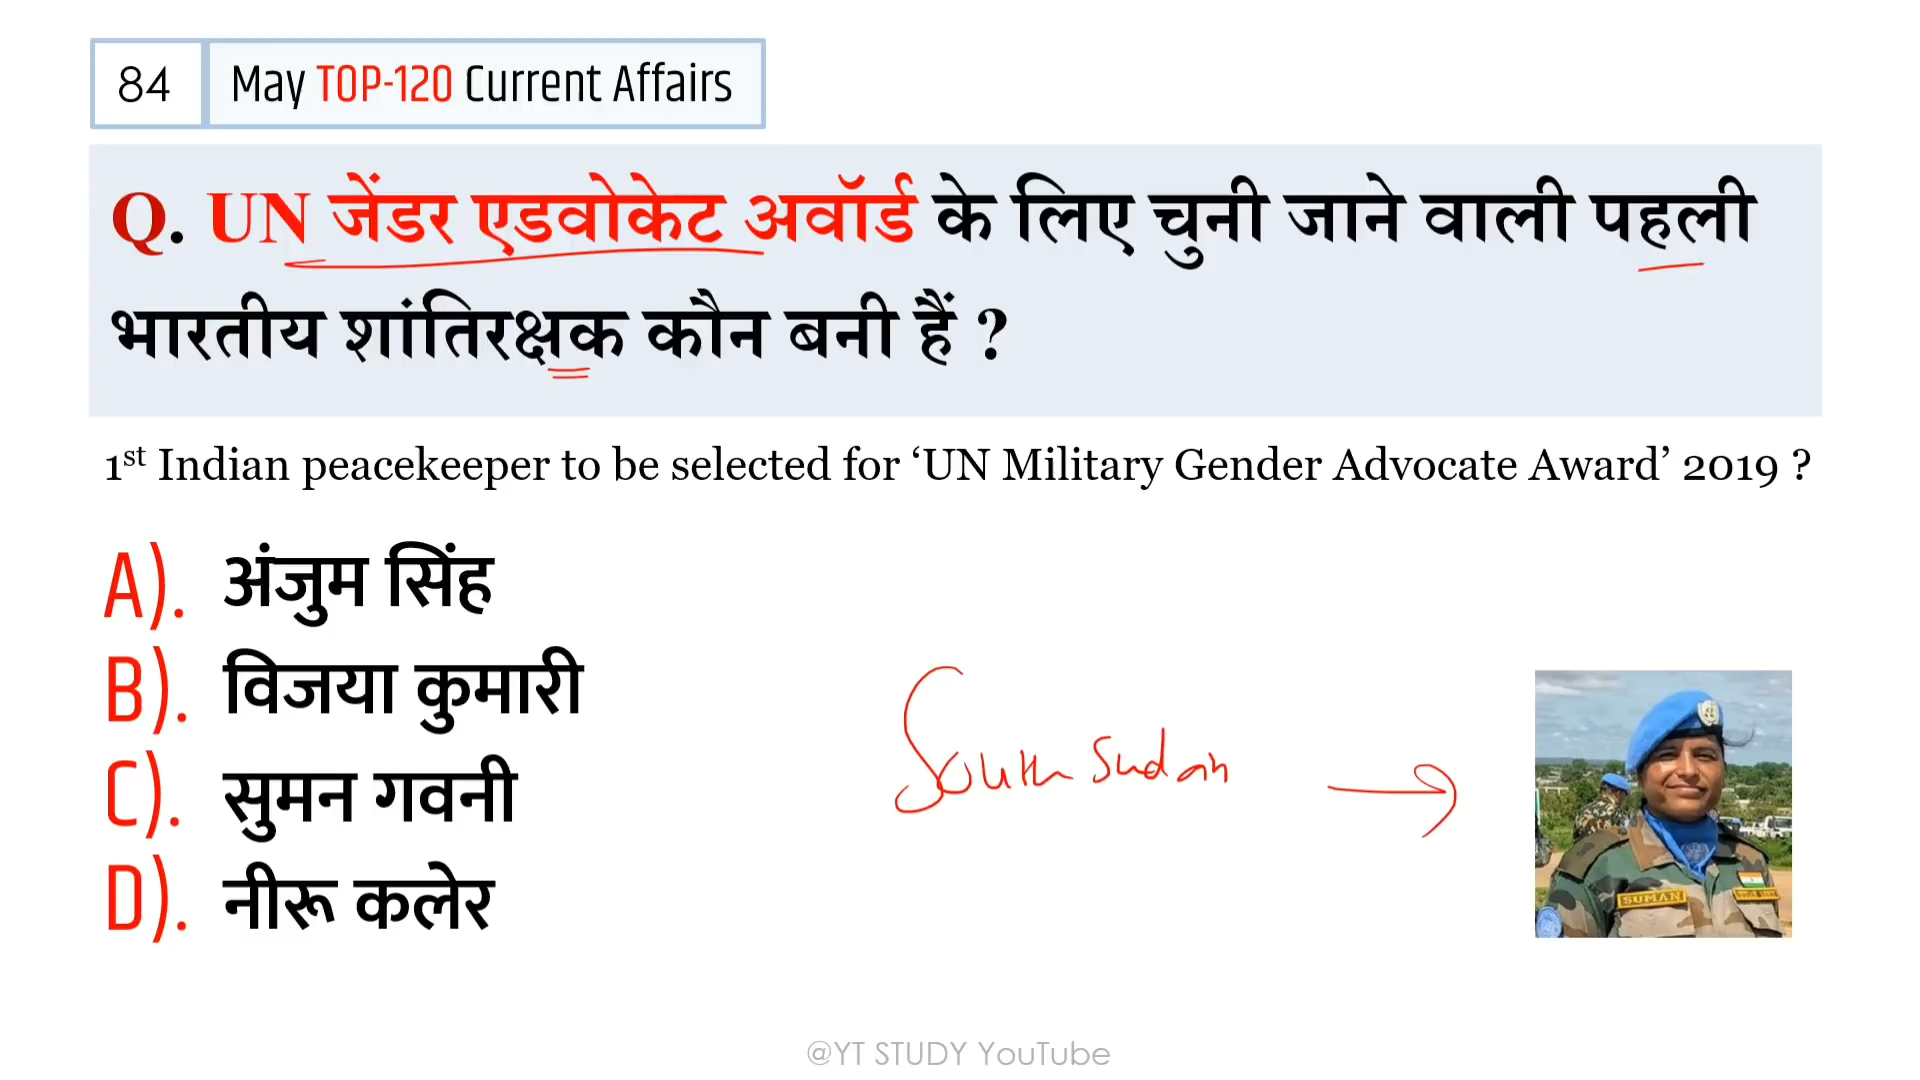 84 May TOP-120 Current Affairs
Q. UN जेंडर एडवोकेट अवॉर्ड के लिए चुनी जाने वाली पहली
भारतीय शांतिरक्षक कौन बनी हैं ?
1st Indian peacekeeper to be selected for ‘UN Military Gender Advocate Award’ 2019 ?
A). अंजुम सिंह
B). विजया कुमारी
C). सुमन गवनी
D). नीरू कलेर
South Sudan
SUMAN
@YT STUDY YouTube